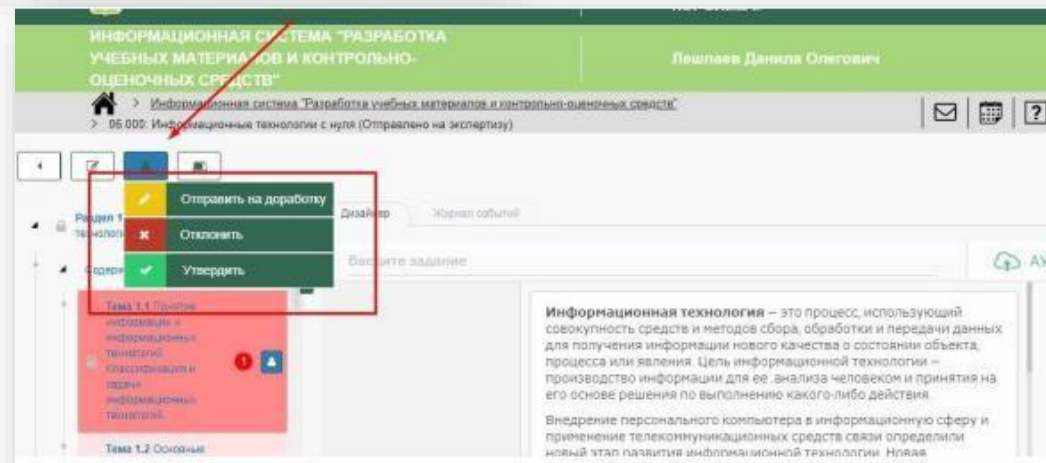 ИНФОРМАЦИОННАЯ СИСТЕМА "РАЗРАБОТКА
УЧЕБНЫХ МАТЕРИАЛОВ И КОНТРОЛЬНО-
ОЦЕНОЧНЫХ СРЕДСТВ"
Лешпаев Данила Олегович
> Информационная система "Разработка учебных материалов и контрольно-оценочных средств"
> 06.000: Информационные технологии с нуля (Отправлено на экспертизу)
Отправить на доработку
Отклонить
Утвердить
Раздел 1
Дизайнер
Журнал событий
Введите задание
Тема 1.1 Понятие
информации и
информационных
технологий.
Классификация и
задачи
информационных
технологий.
1
Тема 1.2 Основные
Информационная технология – это процесс, использующий
совокупность средств и методов сбора, обработки и передачи данных
для получения информации нового качества о состоянии объекта,
процесса или явления. Цель информационной технологии –
производство информации для ее анализа человеком и принятия на
его основе решения по выполнению какого-либо действия.
Внедрение персонального компьютера в информационную сферу и
применение телекоммуникационных средств связи определили
новый этап развития информационной технологии. Новая